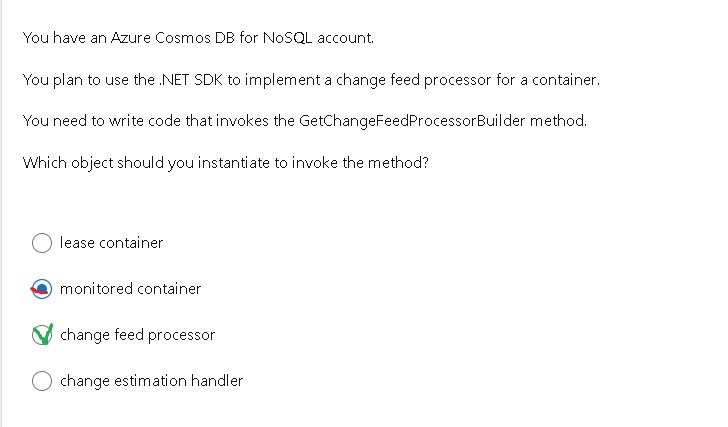 You have an Azure Cosmos DB for NoSQL account.
You plan to use the .NET SDK to implement a change feed processor for a container.
You need to write code that invokes the GetChangeFeedProcessorBuilder method.
Which object should you instantiate to invoke the method?
lease container
monitored container
change feed processor
change estimation handler